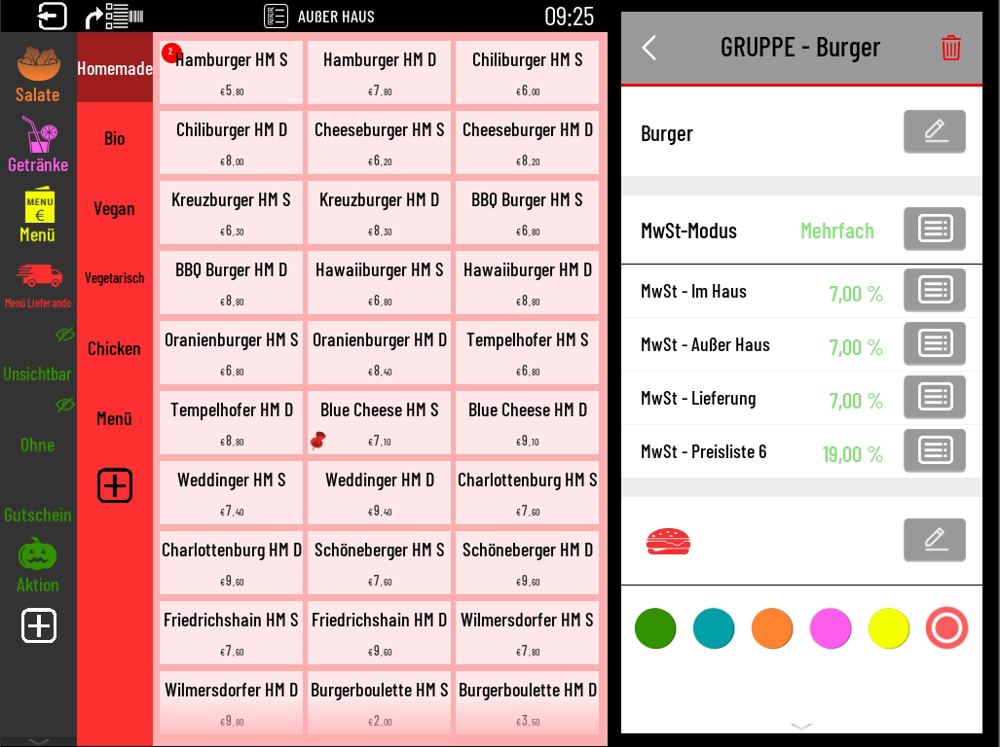 AUßER HAUS
09:25
Salate
Getränke
MENU
€
Menü
Menü Lieferando
Unsichtbar
Ohne
Gutschein
Aktion
Homemade
Bio
Vegan
Vegetarisch
Chicken
Menü
2
Hamburger HM S
€5,80
Hamburger HM D
€7,80
Chiliburger HM S
€6,00
Chiliburger HM D
€8,00
Cheeseburger HM S
€6,20
Cheeseburger HM D
€8,20
Kreuzburger HM S
€6,30
Kreuzburger HM D
€8,30
BBQ Burger HM S
€6,80
BBQ Burger HM D
€8,80
Hawaiiburger HM S
€6,80
Hawaiiburger HM D
€8,80
Oranienburger HM S
€6,80
Oranienburger HM D
€8,40
Tempelhofer HM S
€6,80
Tempelhofer HM D
€8,80
Blue Cheese HM S
€7,10
Blue Cheese HM D
€9,10
Weddinger HM S
€7,40
Weddinger HM D
€9,40
Charlottenburg HM S
€7,60
Charlottenburg HM D
€9,60
Schöneberger HM S
€7,60
Schöneberger HM D
€9,60
Friedrichshain HM S
€7,60
Friedrichshain HM D
€9,60
Wilmersdorfer HM S
€7,80
Wilmersdorfer HM D
€9,80
Burgerboulette HM S
€2,00
Burgerboulette HM D
€3,50
GRUPPE - Burger
Burger
MwSt-Modus Mehrfach
MwSt - Im Haus 7,00 %
MwSt - Außer Haus 7,00 %
MwSt - Lieferung 7,00 %
MwSt - Preisliste 6 19,00 %